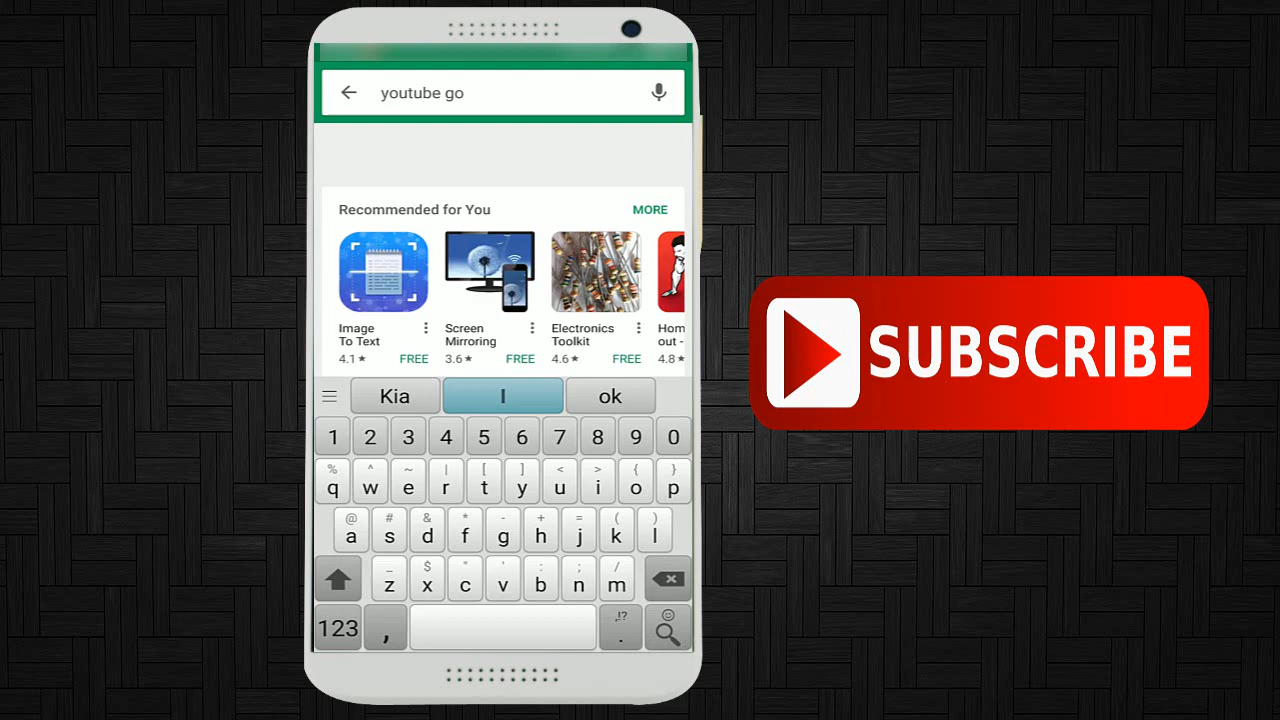 youtube go
Recommended for You MORE
Image To Text
4.1★ FREE
Screen Mirroring
3.6★ FREE
Electronics Toolkit
4.6★ FREE
Hom
out -
4.8★
Kia I ok
1 2 3 4 5 6 7 8 9 0
% ^ ~ | [ ] < > { }
q w e r t y u i o p
@ # & * - + = ( )
a s d f g h j k l
_ $ " ' : ; /
z x c v b n m
,!?
123 , .
SUBSCRIBE